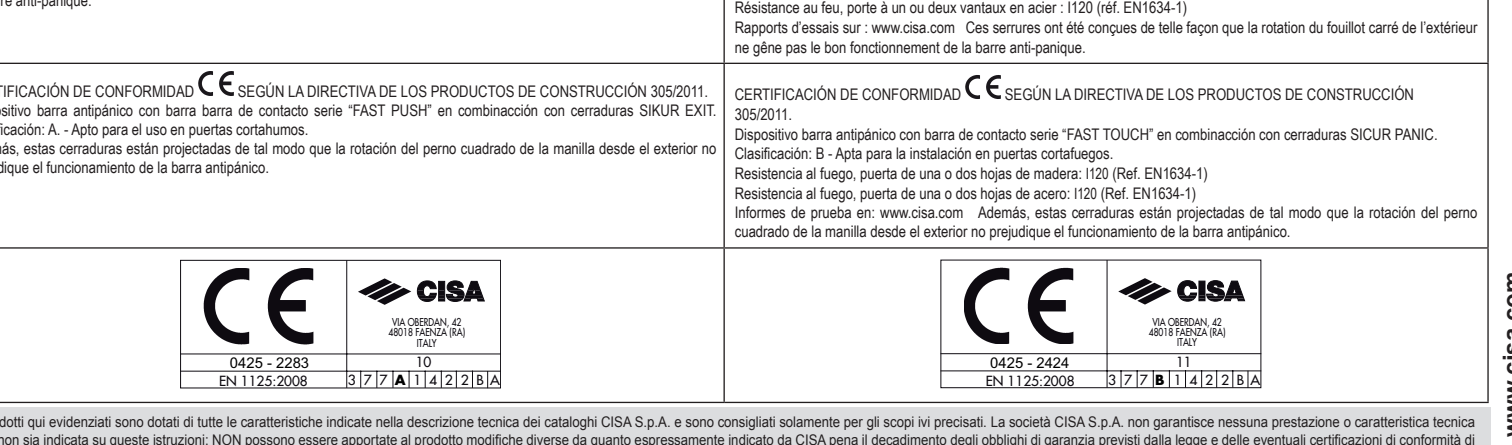 re anti-panique.
Résistance au feu, porte à un ou deux vantaux en acier : I120 (réf. EN1634-1)
Rapports d'essais sur : www.cisa.com Ces serrures ont été conçues de telle façon que la rotation du fouillot carré de l'extérieur
ne gêne pas le bon fonctionnement de la barre anti-panique.
TIFICACIÓN DE CONFORMIDAD CE SEGÚN LA DIRECTIVA DE LOS PRODUCTOS DE CONSTRUCCIÓN 305/2011.
ositivo barra antipánico con barra barra de contacto serie “FAST PUSH” en combinacción con cerraduras SIKUR EXIT.
ficación: A. - Apto para el uso en puertas cortahumos.
más, estas cerraduras están projectadas de tal modo que la rotación del perno cuadrado de la manilla desde el exterior no
dique el funcionamiento de la barra antipánico.
CERTIFICACIÓN DE CONFORMIDAD CE SEGÚN LA DIRECTIVA DE LOS PRODUCTOS DE CONSTRUCCIÓN
305/2011.
Dispositivo barra antipánico con barra de contacto serie “FAST TOUCH” en combinacción con cerraduras SICUR PANIC.
Clasificación: B - Apta para la instalación en puertas cortafuegos.
Resistencia al fuego, puerta de una o dos hojas de madera: I120 (Ref. EN1634-1)
Resistencia al fuego, puerta de una o dos hojas de acero: I120 (Ref. EN1634-1)
Informes de prueba en: www.cisa.com Además, estas cerraduras están projectadas de tal modo que la rotación del perno
cuadrado de la manilla desde el exterior no prejudique el funcionamiento de la barra antipánico.
CE CISA
VIA OBERDAN, 42
48018 FAENZA (RA)
ITALY
0425 - 2283 10
EN 1125:2008 3 7 7 A 1 4 2 2 B A
CE CISA
VIA OBERDAN, 42
48018 FAENZA (RA)
ITALY
0425 - 2424 11
EN 1125:2008 3 7 7 B 1 4 2 2 B A
www.cisa.com
dotti qui evidenziati sono dotati di tutte le caratteristiche indicate nella descrizione tecnica dei cataloghi CISA S.p.A. e sono consigliati solamente per gli scopi ivi precisati. La società CISA S.p.A. non garantisce nessuna prestazione o caratteristica tecnica
non sia indicata su queste istruzioni: NON possono essere apportate al prodotto modifiche diverse da quanto espressamente indicato da CISA pena il decadimento degli obblighi di garanzia previsti dalla legge e delle eventuali certificazioni di conformità di